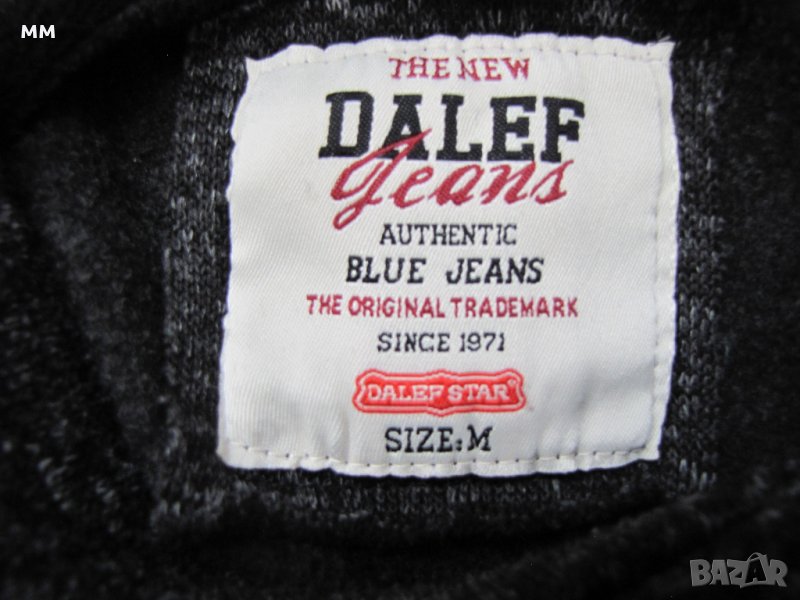 MM
THE NEW
DALEF
Jeans
AUTHENTIC
BLUE JEANS
THE ORIGINAL TRADEMARK
SINCE 1971
DALEF STAR®
SIZE:M
BAZAR